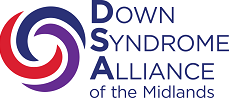 DOWN
SYNDROME
ALLIANCE
of the Midlands